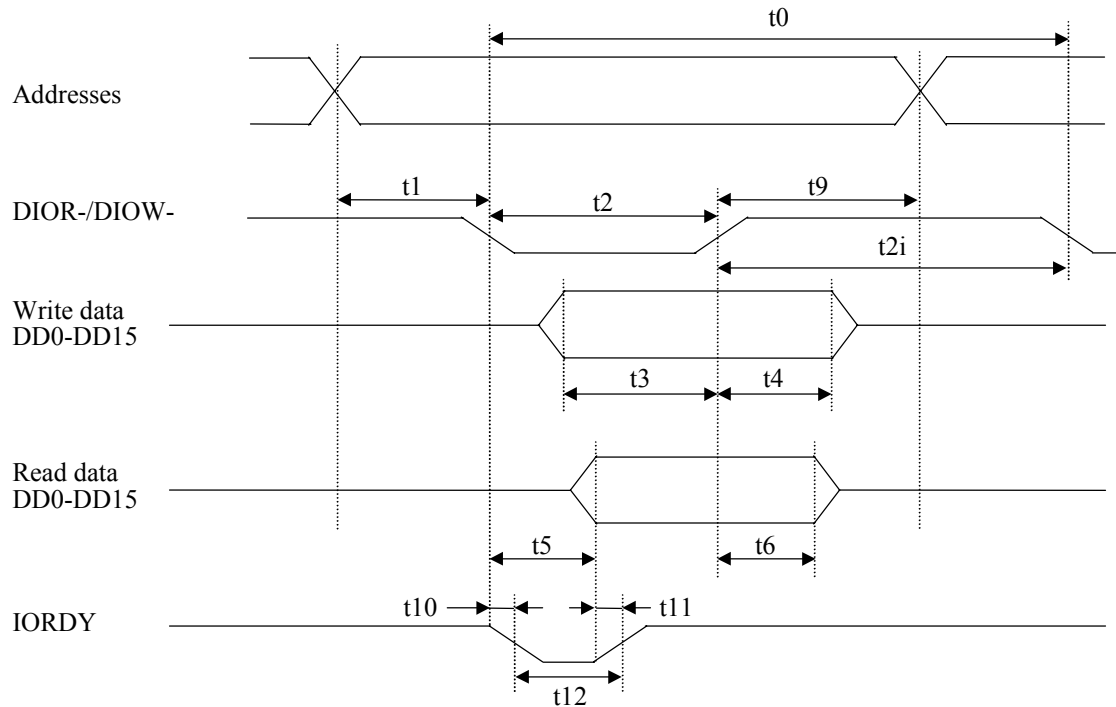 t0
Addresses
t1
t2
t9
DIOR-/DIOW-
t2i
Write data
DD0-DD15
t3
t4
Read data
DD0-DD15
t5
t6
t10
t11
IORDY
t12